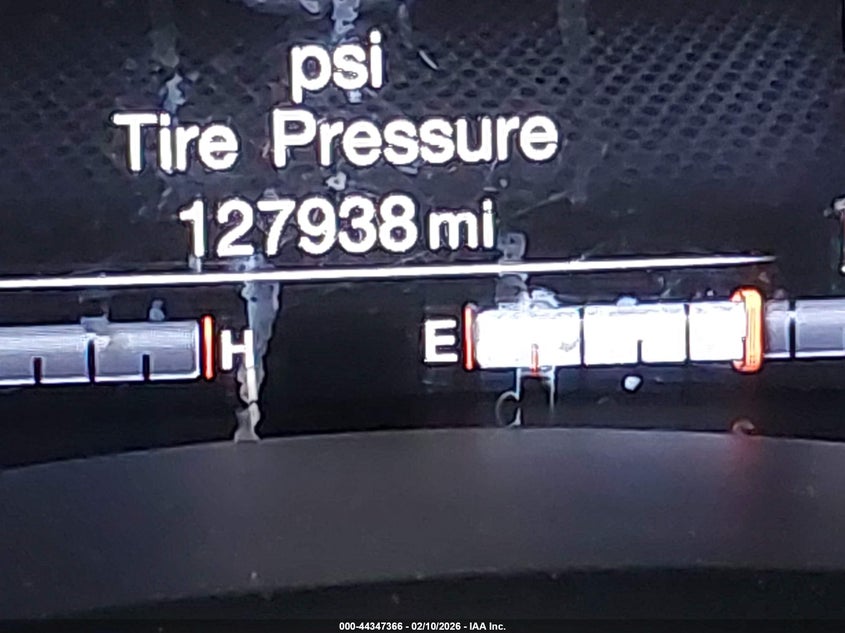 psi
Tire Pressure
127938 mi
H E
000-44347366 - 02/10/2026 - IAA Inc.